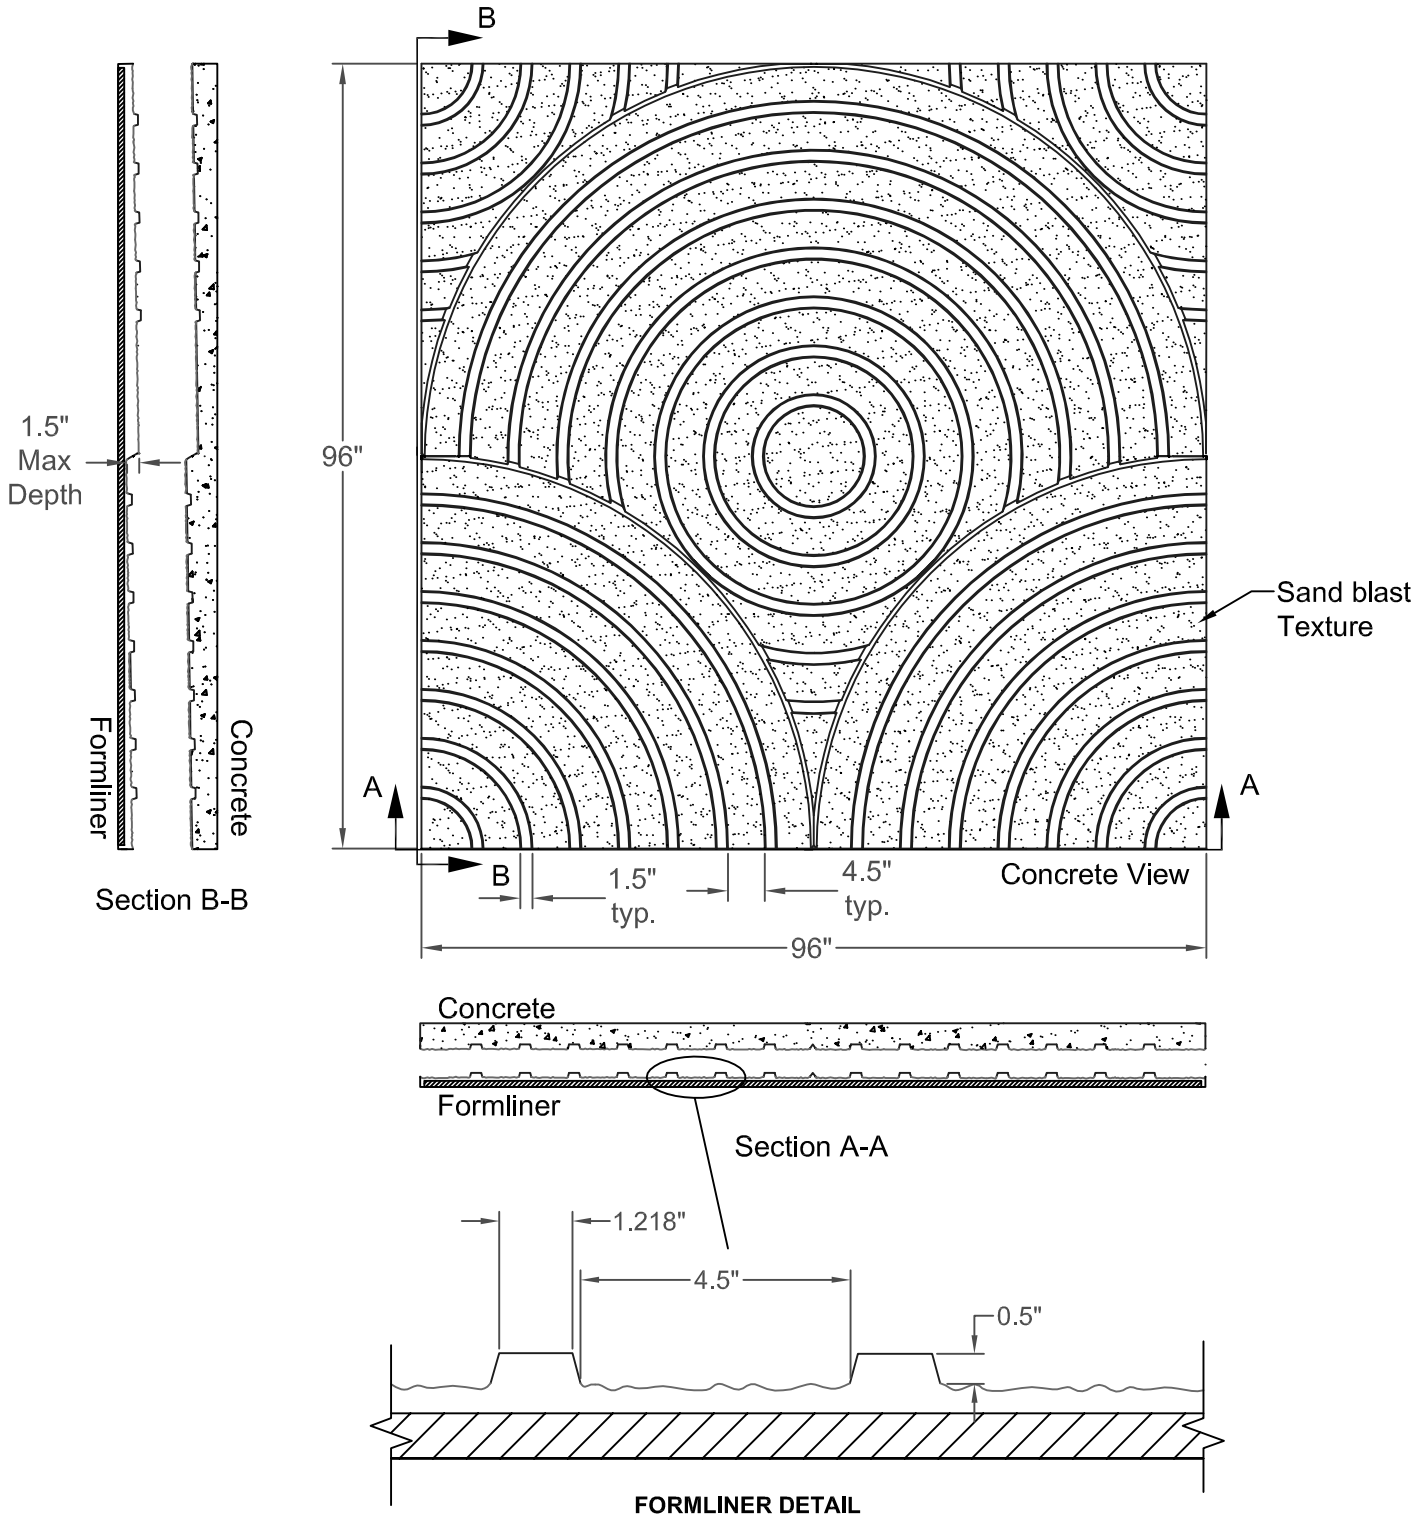 B
1.5"
Max
Depth
96"
Sand blast
Texture
Formliner
Concrete
A
A
B
1.5"
typ.
4.5"
typ.
Concrete View
Section B-B
96"
Concrete
Formliner
Section A-A
1.218"
4.5"
0.5"
FORMLINER DETAIL